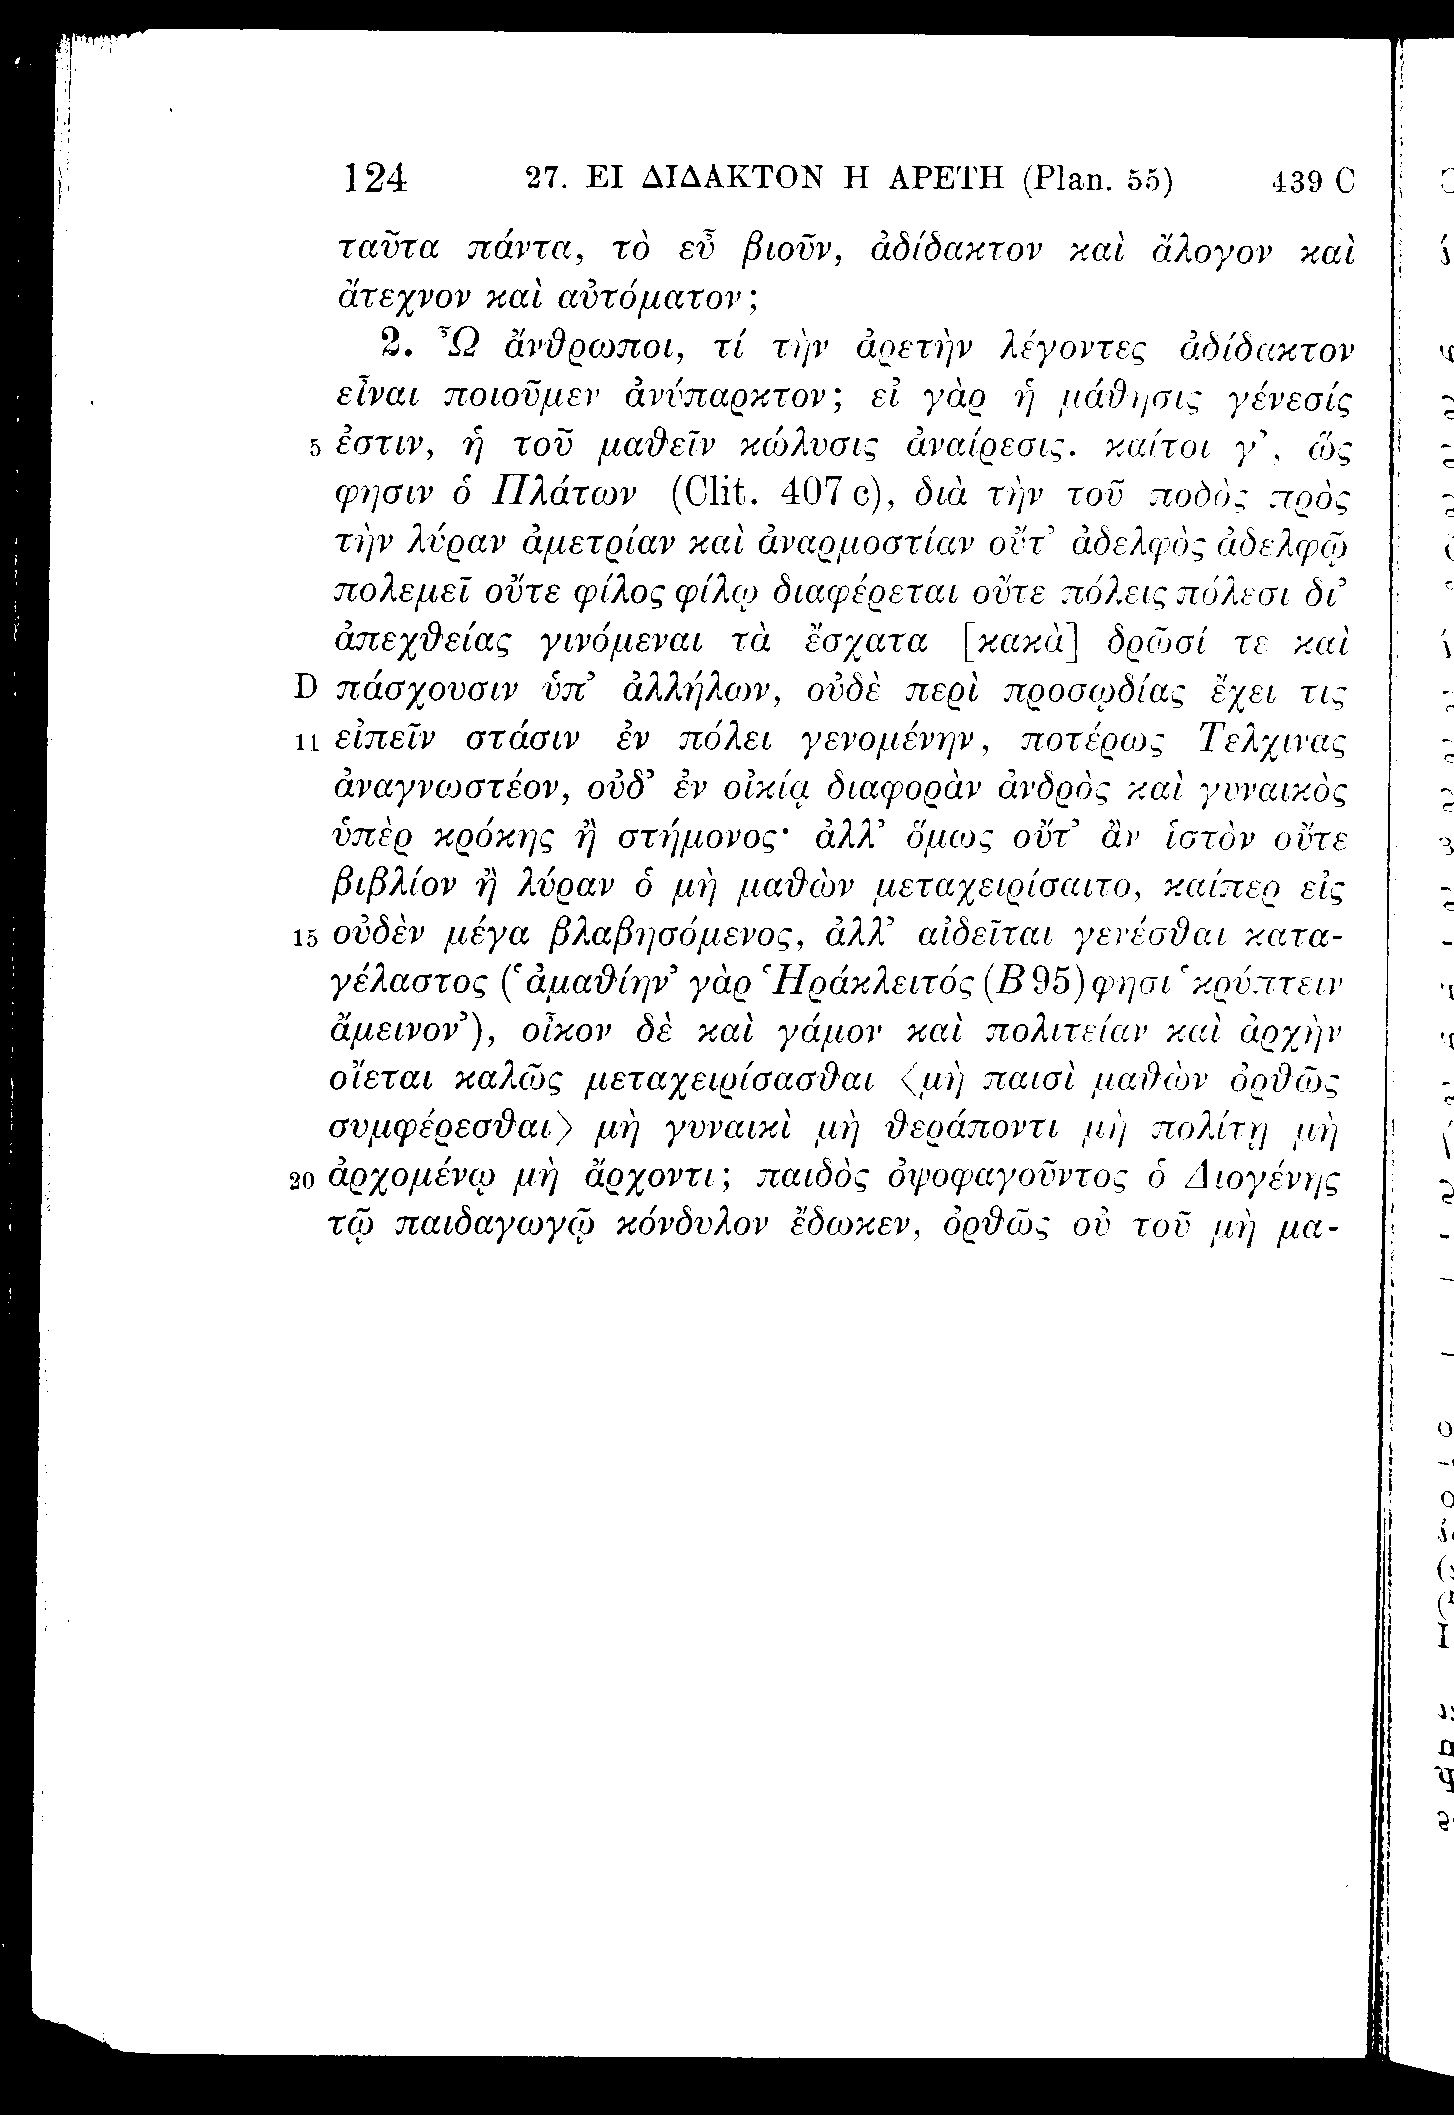 124 27. ΕΙ ΔΙΔΑΚΤΟΝ Η ΑΡΕΤΗ (Plan. 55) 439 C
ταῦτα πάντα, τὸ εὖ βιοῦν, ἀδίδακτον καὶ ἄλογον καὶ
ἄτεχνον καὶ αὐτόματον;
2. Ὦ ἄνθρωποι, τί τὴν ἀρετὴν λέγοντες ἀδίδακτον
εἶναι ποιοῦμεν ἀνύπαρκτον; εἰ γὰρ ἡ μάθησις γένεσίς
5 ἐστιν, ἡ τοῦ μαθεῖν κώλυσις ἀναίρεσις. καίτοι γ’, ὥς
φησιν ὁ Πλάτων (Clit. 407 c), διὰ τὴν τοῦ ποδὸς πρὸς
τὴν λύραν ἀμετρίαν καὶ ἀναρμοστίαν οὔτ’ ἀδελφὸς ἀδελφῷ
πολεμεῖ οὔτε φίλος φίλῳ διαφέρεται οὔτε πόλεις πόλεσι δι’
ἀπεχθείας γινόμεναι τὰ ἔσχατα [κακὰ] δρῶσί τε καὶ
D πάσχουσιν ὑπ’ ἀλλήλων, οὐδὲ περὶ προσῳδίας ἔχει τις
11 εἰπεῖν στάσιν ἐν πόλει γενομένην, ποτέρως Τελχινας
ἀναγνωστέον, οὐδ’ ἐν οἰκίᾳ διαφορὰν ἀνδρὸς καὶ γυναικὸς
ὑπὲρ κρόκης ἢ στήμονος· ἀλλ’ ὅμως οὔτ’ ἂν ἱστὸν οὔτε
βιβλίον ἢ λύραν ὁ μὴ μαθὼν μεταχειρίσαιτο, καίπερ εἰς
15 οὐδὲν μέγα βλαβησόμενος, ἀλλ’ αἰδεῖται γενέσθαι κατα-
γέλαστος (‘ἀμαθίην’ γὰρ Ἡράκλειτός (B 95) φησι ‘κρύπτειν
ἄμεινον’), οἶκον δὲ καὶ γάμον καὶ πολιτείαν καὶ ἀρχὴν
οἴεται καλῶς μεταχειρίσασθαι ⟨μὴ παισὶ μαθὼν ὀρθῶς
συμφέρεσθαι⟩ μὴ γυναικὶ μὴ θεράποντι μὴ πολίτῃ μὴ
20 ἀρχομένῳ μὴ ἄρχοντι; παιδὸς ὀψοφαγοῦντος ὁ Διογένης
τῷ παιδαγωγῷ κόνδυλον ἔδωκεν, ὀρθῶς οὐ τοῦ μὴ μα-